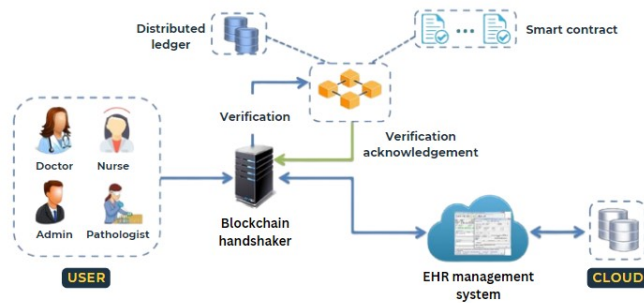 Distributed
ledger
Smart contract
Verification
Verification
acknowledgement
Doctor
Nurse
Admin
Pathologist
USER
Blockchain
handshaker
EHR management
system
CLOUD